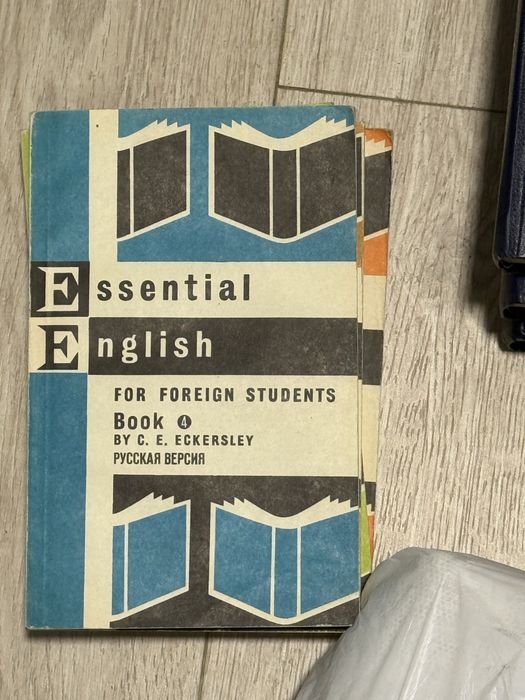 Essential
English
FOR FOREIGN STUDENTS
Book 4
BY C. E. ECKERSLEY
РУССКАЯ ВЕРСИЯ